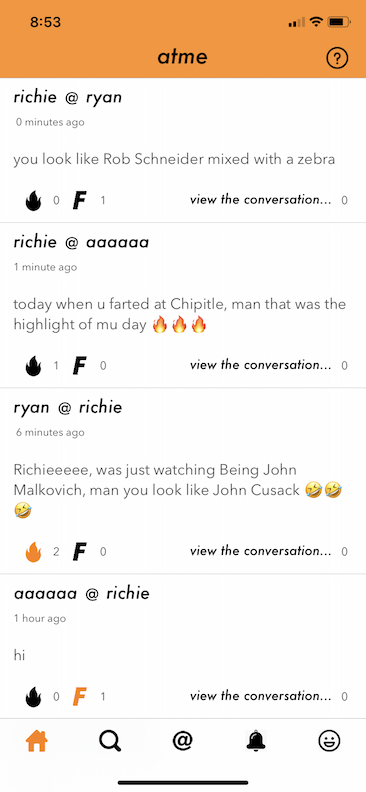 8:53
atme
?
richie @ ryan
0 minutes ago
you look like Rob Schneider mixed with a zebra
0 F 1 view the conversation... 0
richie @ aaaaaa
1 minute ago
today when u farted at Chipitle, man that was the
highlight of mu day 🔥🔥🔥
1 F 0 view the conversation... 0
ryan @ richie
6 minutes ago
Richieeeee, was just watching Being John
Malkovich, man you look like John Cusack 🤣🤣
🤣
2 F 0 view the conversation... 0
aaaaaa @ richie
1 hour ago
hi
0 F 1 view the conversation... 0
@